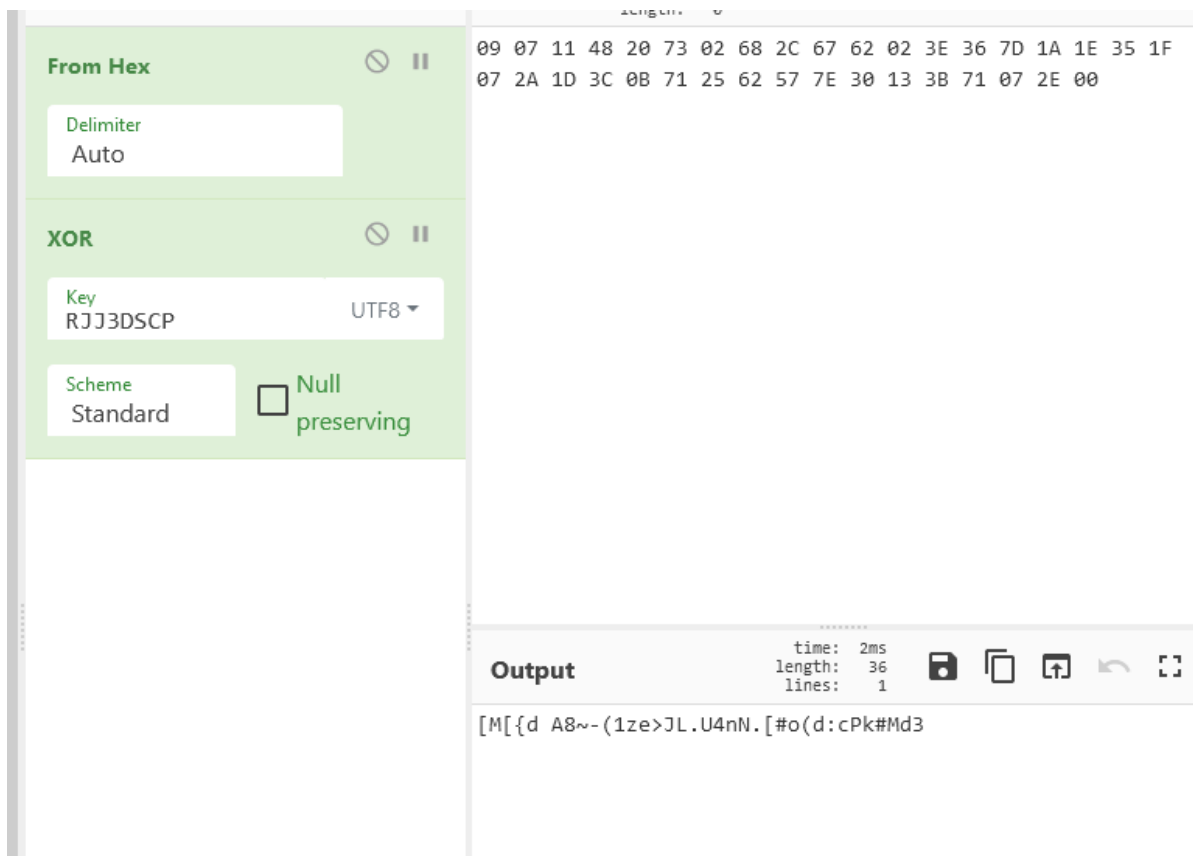 09 07 11 48 20 73 02 68 2C 67 62 02 3E 36 7D 1A 1E 35 1F
07 2A 1D 3C 0B 71 25 62 57 7E 30 13 3B 71 07 2E 00
From Hex
Delimiter
Auto
XOR
Key
RJJ3DSCP
UTF8
Scheme
Standard
Null
preserving
Output
time: 2ms
length: 36
lines: 1
[M[{d A8~-(1ze>JL.U4nN.[#o(d:cPk#Md3